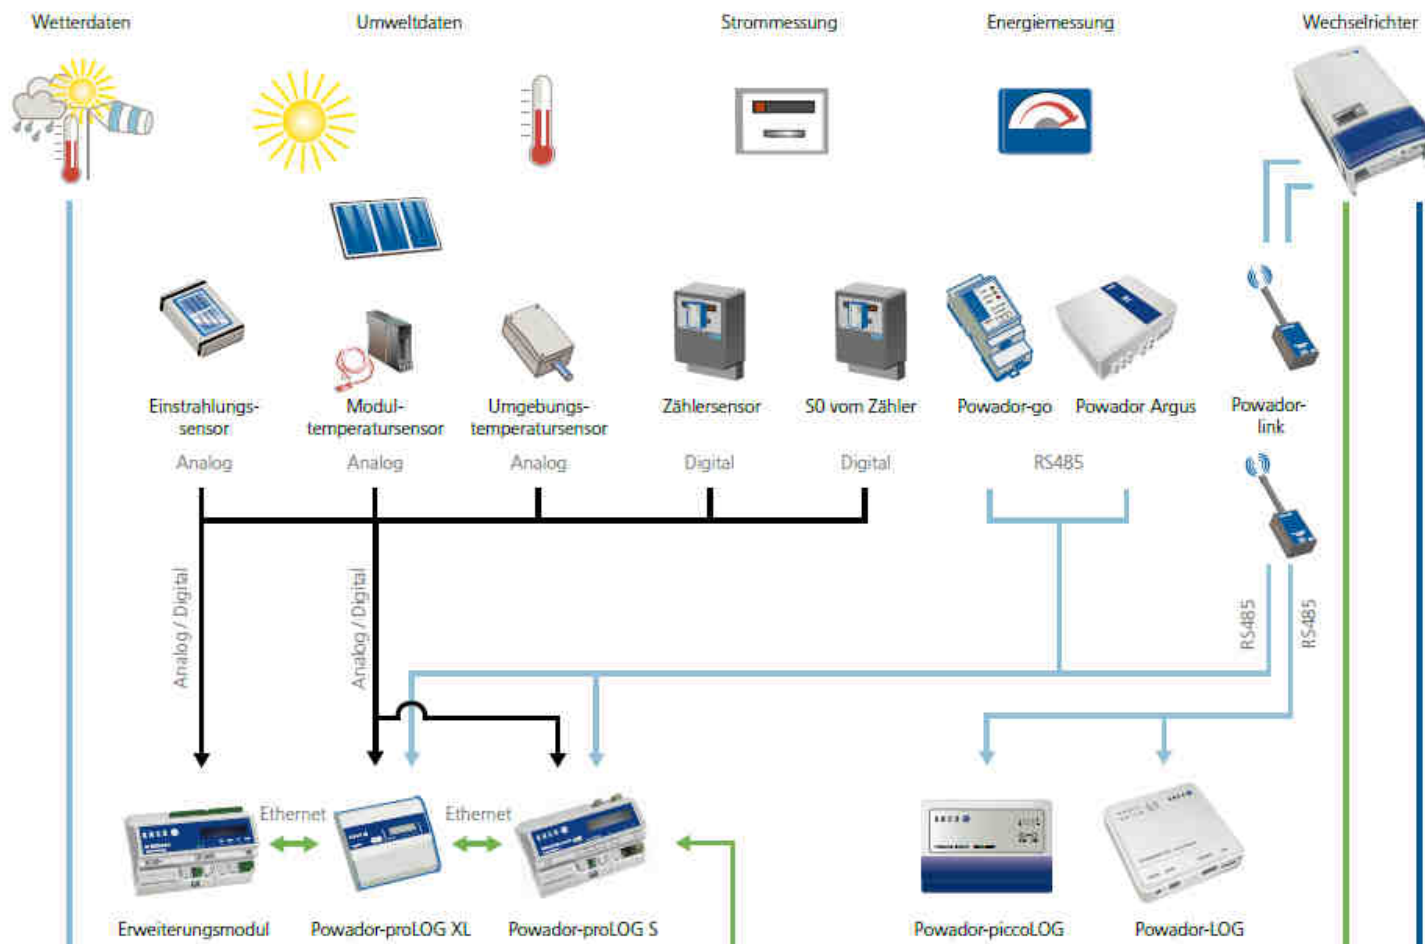 Wetterdaten
Umweltdaten
Strommessung
Energiemessung
Wechselrichter
Einstrahlungs-
sensor
Modul-
temperatursensor
Umgebungs-
temperatursensor
Zählersensor
S0 vom Zähler
Powador-go
Powador Argus
Powador-
link
Analog
Analog
Analog
Digital
Digital
RS485
Analog / Digital
Analog / Digital
RS485
RS485
Ethernet
Ethernet
Erweiterungsmodul
Powador-proLOG XL
Powador-proLOG S
Powador-piccoLOG
Powador-LOG